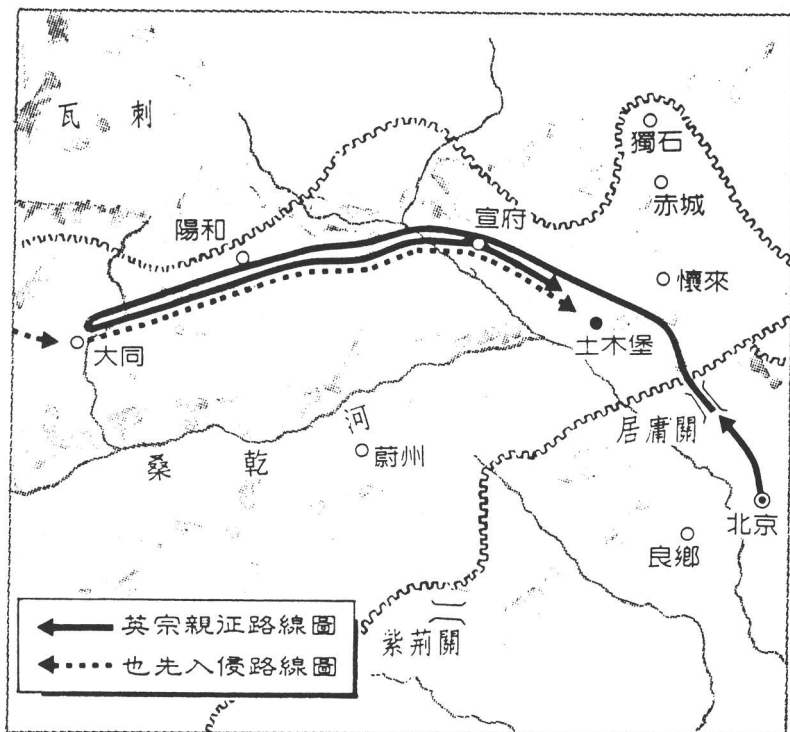 瓦剌
獨石
赤城
宣府
陽和
懷來
土木堡
大同
居庸關
桑乾河
蔚州
北京
良鄉
紫荊關
英宗親征路線圖
也先入侵路線圖